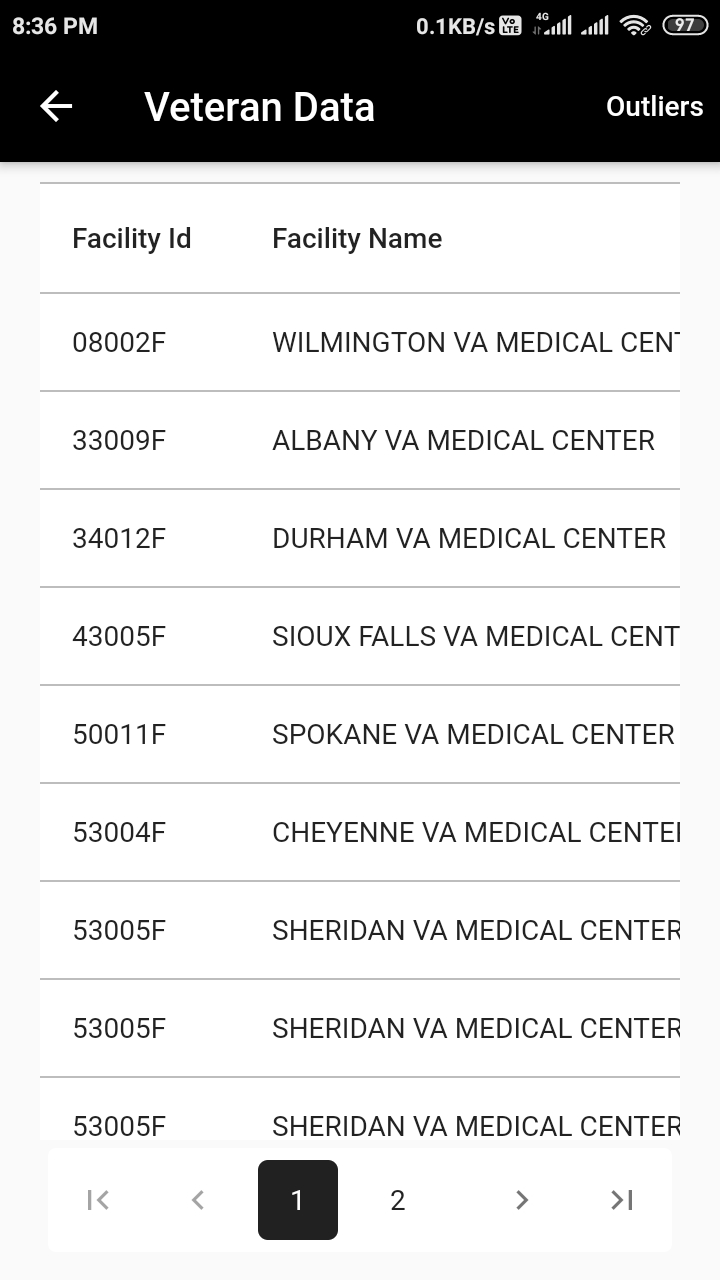 8:36 PM 0.1KB/s Vo LTE 4G 97
Veteran Data Outliers
Facility Id Facility Name
08002F WILMINGTON VA MEDICAL CENT
33009F ALBANY VA MEDICAL CENTER
34012F DURHAM VA MEDICAL CENTER
43005F SIOUX FALLS VA MEDICAL CENT
50011F SPOKANE VA MEDICAL CENTER
53004F CHEYENNE VA MEDICAL CENTER
53005F SHERIDAN VA MEDICAL CENTER
53005F SHERIDAN VA MEDICAL CENTER
53005F SHERIDAN VA MEDICAL CENTER
1 2